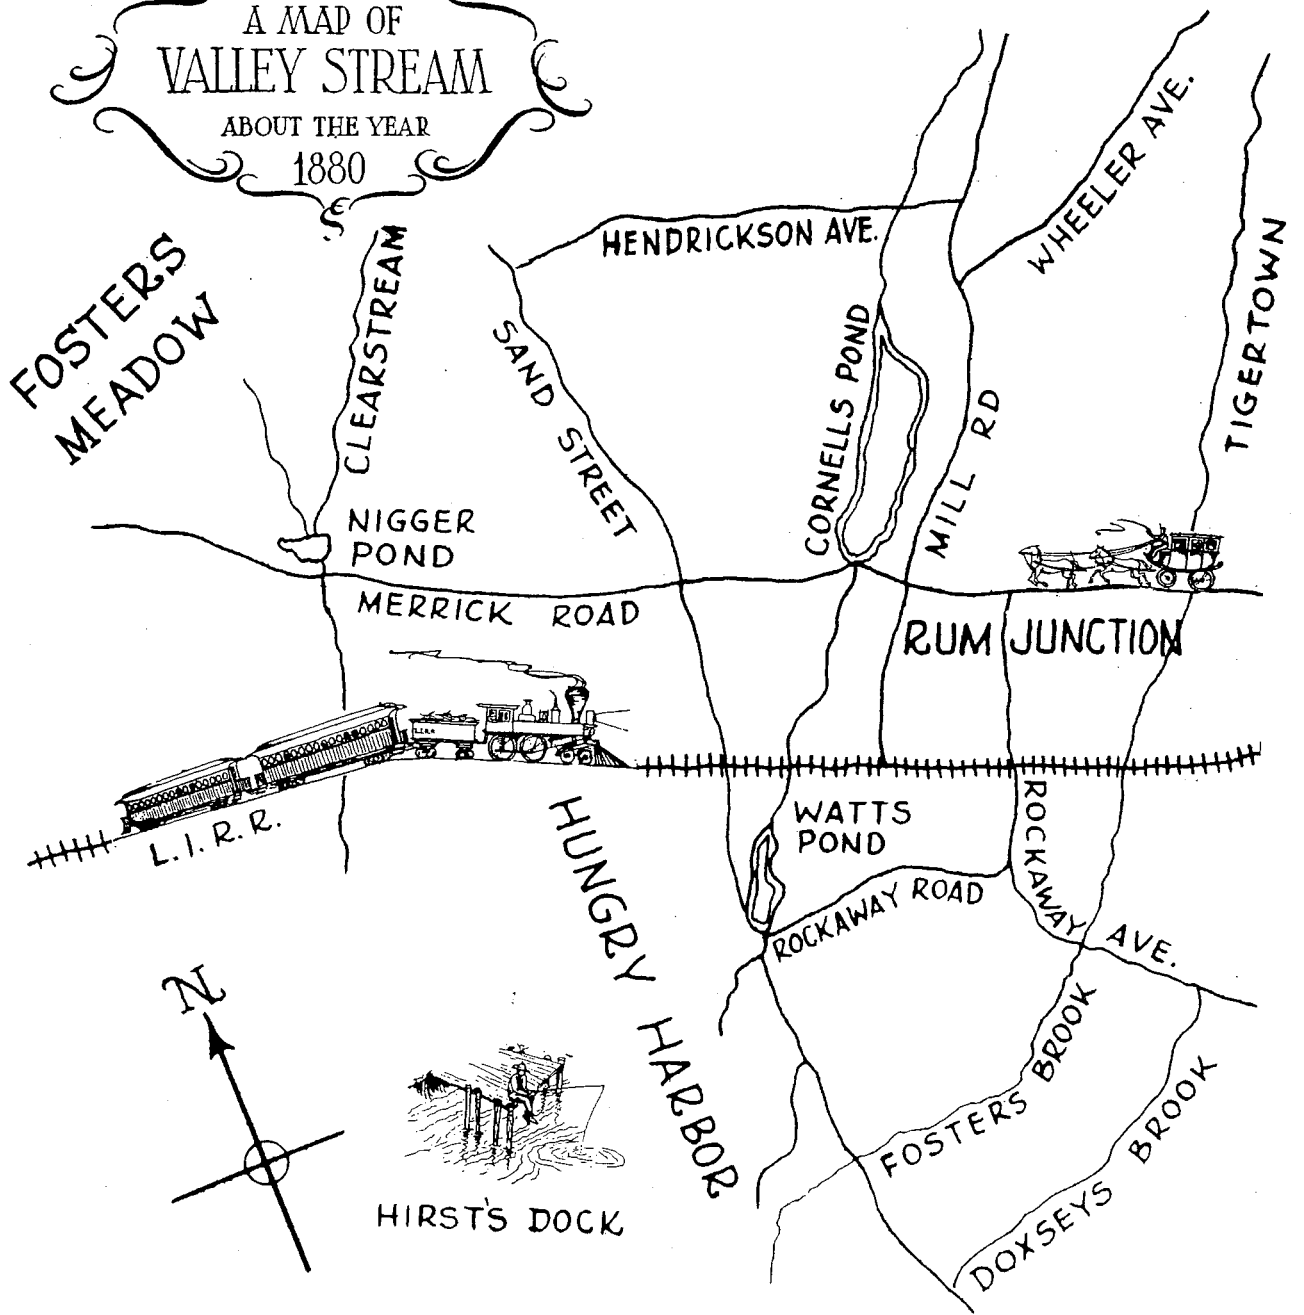 A MAP OF
VALLEY STREAM
ABOUT THE YEAR
1880
FOSTERS
MEADOW
CLEARSTREAM
HENDRICKSON AVE.
WHEELER AVE.
TIGERTOWN
SAND STREET
CORNELLS POND
MILL RD
NIGGER
POND
MERRICK ROAD
RUM JUNCTION
L.I.R.R.
L.I.R.R.
HUNGRY HARBOR
WATTS
POND
ROCKAWAY ROAD
ROCKAWAY AVE.
N
FOSTERS BROOK
DOXSEYS BROOK
HIRST'S DOCK